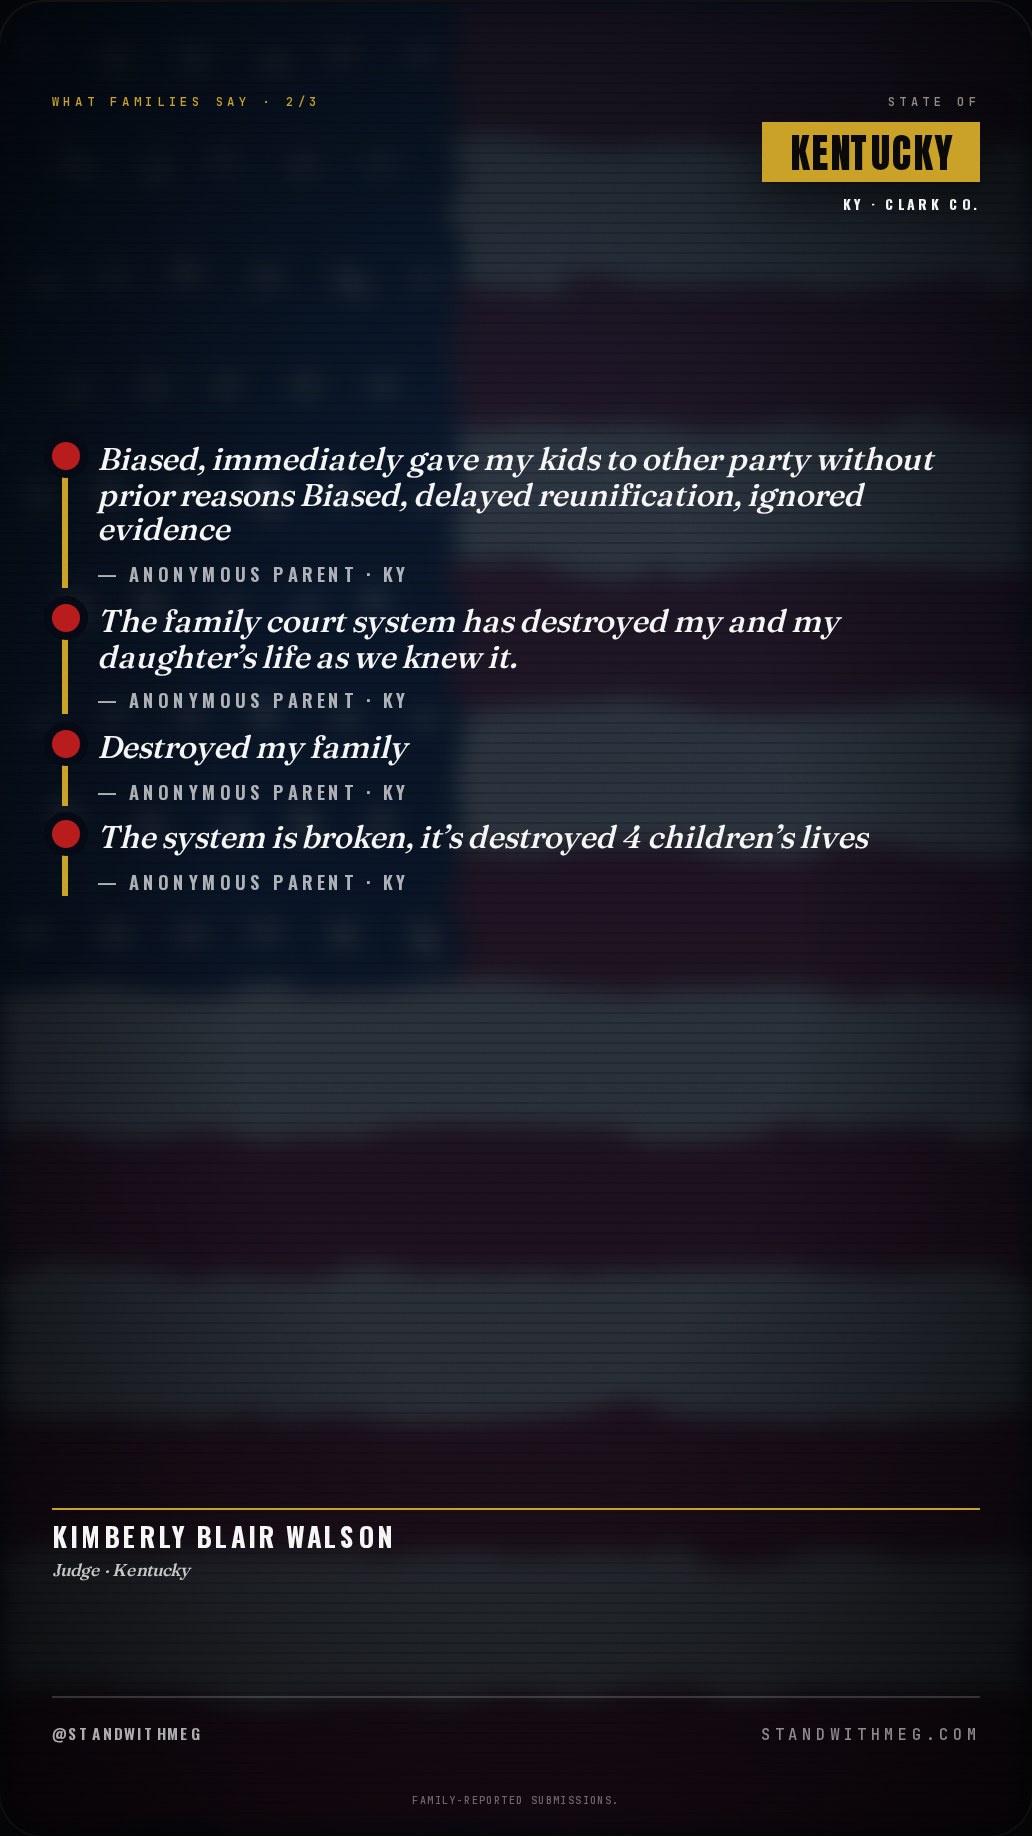 WHAT FAMILIES SAY · 2/3
STATE OF
KENTUCKY
KY · CLARK CO.
Biased, immediately gave my kids to other party without
prior reasons Biased, delayed reunification, ignored
evidence
— ANONYMOUS PARENT · KY
The family court system has destroyed my and my
daughter’s life as we knew it.
— ANONYMOUS PARENT · KY
Destroyed my family
— ANONYMOUS PARENT · KY
The system is broken, it’s destroyed 4 children’s lives
— ANONYMOUS PARENT · KY
KIMBERLY BLAIR WALSON
Judge · Kentucky
@STANDWITHMEG
STANDWITHMEG.COM
FAMILY-REPORTED SUBMISSIONS.